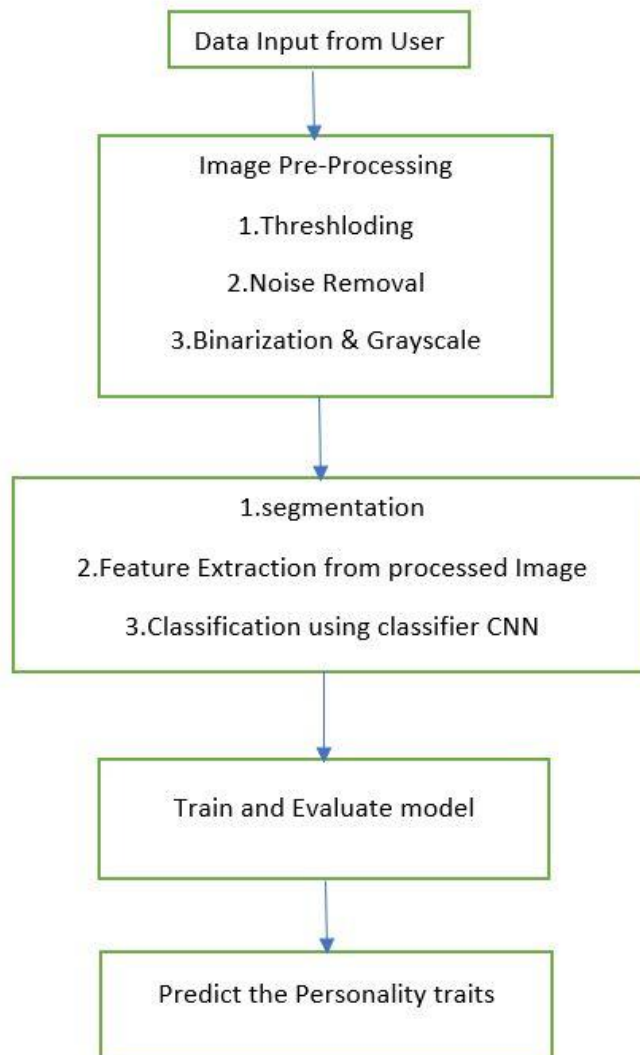 Data Input from User
Image Pre-Processing
1.Threshloding
2.Noise Removal
3.Binarization & Grayscale
1.segmentation
2.Feature Extraction from processed Image
3.Classification using classifier CNN
Train and Evaluate model
Predict the Personality traits